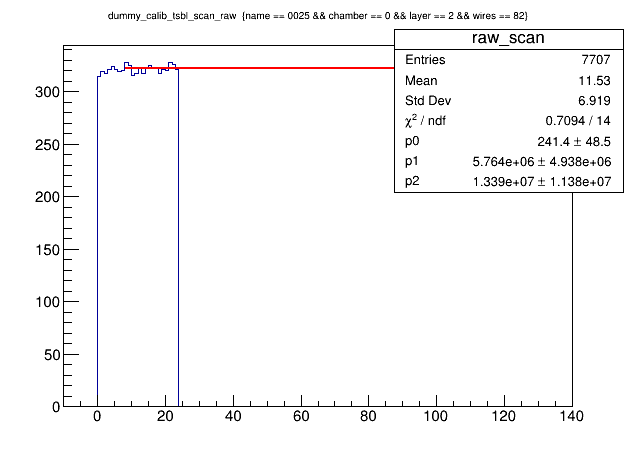 dummy_calib_tsbl_scan_raw {name == 0025 && chamber == 0 && layer == 2 && wires == 82}
raw_scan
Entries 7707
Mean 11.53
Std Dev 6.919
χ² / ndf 0.7094 / 14
p0 241.4 ± 48.5
p1 5.764e+06 ± 4.938e+06
p2 1.339e+07 ± 1.138e+07
300
250
200
150
100
50
0
0 20 40 60 80 100 120 140